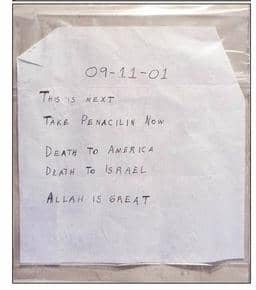 09-11-01
THIS IS NEXT
TAKE PENACILIN NOW
DEATH TO AMERICA
DEATH TO ISRAEL
ALLAH IS GREAT